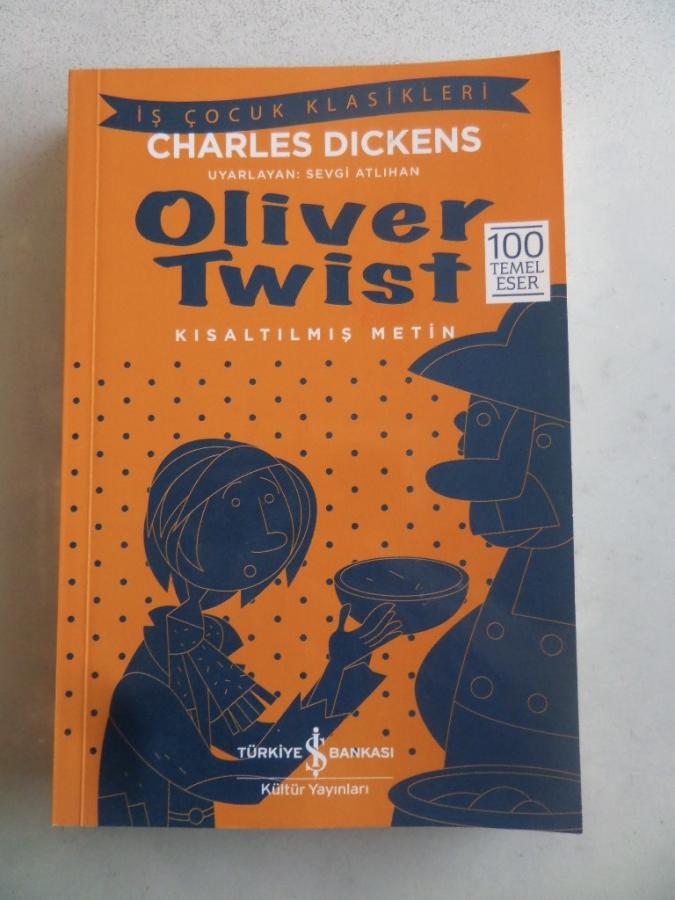 İŞ ÇOCUK KLASİKLERİ
CHARLES DICKENS
UYARLAYAN: SEVGİ ATLIHAN
Oliver
Twist
100
TEMEL
ESER
KISALTILMIŞ METİN
TÜRKİYE İŞ BANKASI
Kültür Yayınları